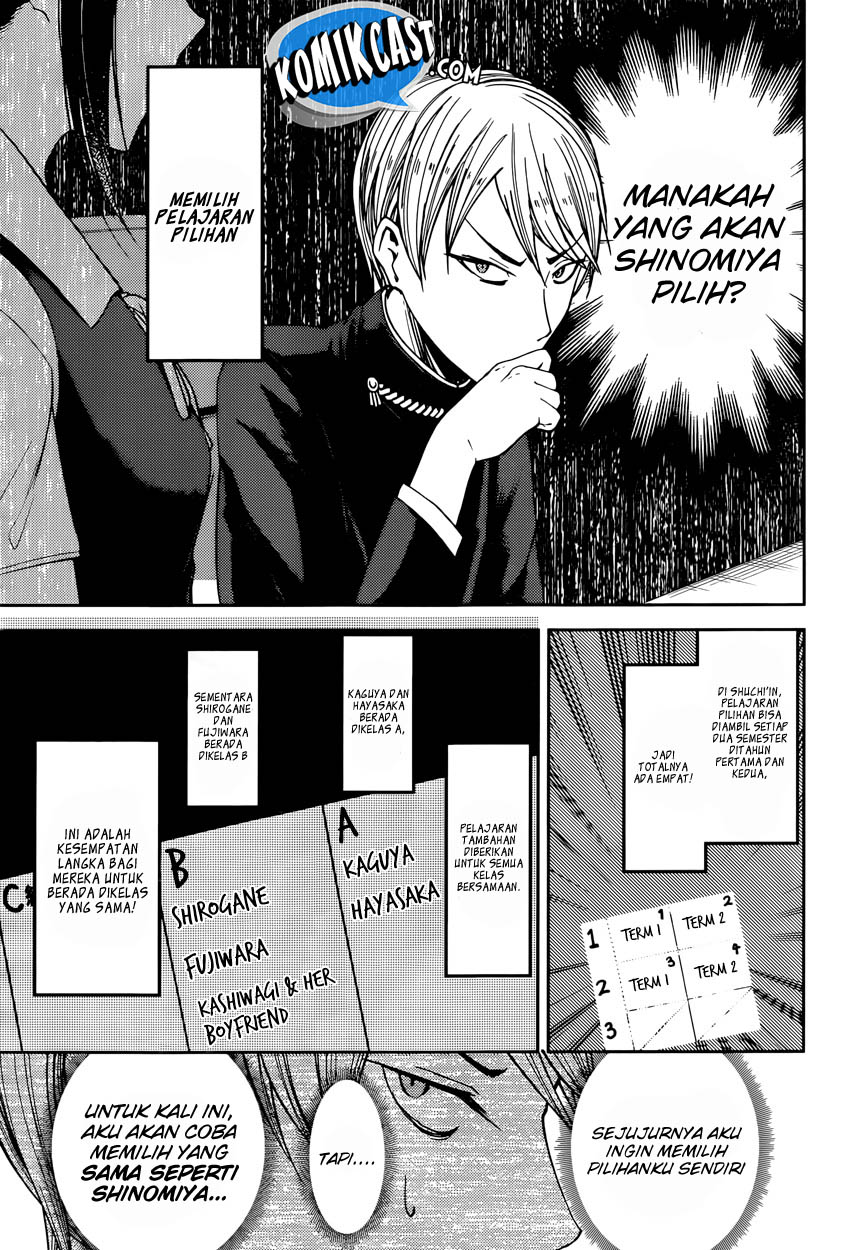 KOMIKCAST
.COM
MANAKAH
YANG AKAN
SHINOMIYA
PILIH?
MEMILIH
PELAJARAN
PILIHAN
DI SHUCHI'IN,
PELAJARAN
PILIHAN BISA
DIAMBIL SETIAP
DUA SEMESTER
DITAHUN
PERTAMA DAN
KEDUA,
JADI
TOTALNYA
ADA EMPAT!
1
TERM 1
1
TERM 2
2
2
TERM 1
3
TERM 2
4
3
PELAJARAN
TAMBAHAN
DIBERIKAN
UNTUK SEMUA
KELAS
BERSAMAAN.
KAGUYA DAN
HAYASAKA
BERADA
DIKELAS A,
SEMENTARA
SHIROGANE
DAN
FUJIWARA
BERADA
DIKELAS B
INI ADALAH
KESEMPATAN
LANGKA BAGI
MEREKA UNTUK
BERADA DIKELAS
YANG SAMA!
A
KAGUYA
HAYASAKA
B
SHIROGANE
FUJIWARA
KASHIWAGI & HER
BOYFRIEND
C
SEJUJURNYA AKU
INGIN MEMILIH
PILIHANKU SENDIRI
TAPI....
UNTUK KALI INI,
AKU AKAN COBA
MEMILIH YANG
SAMA SEPERTI
SHINOMIYA...